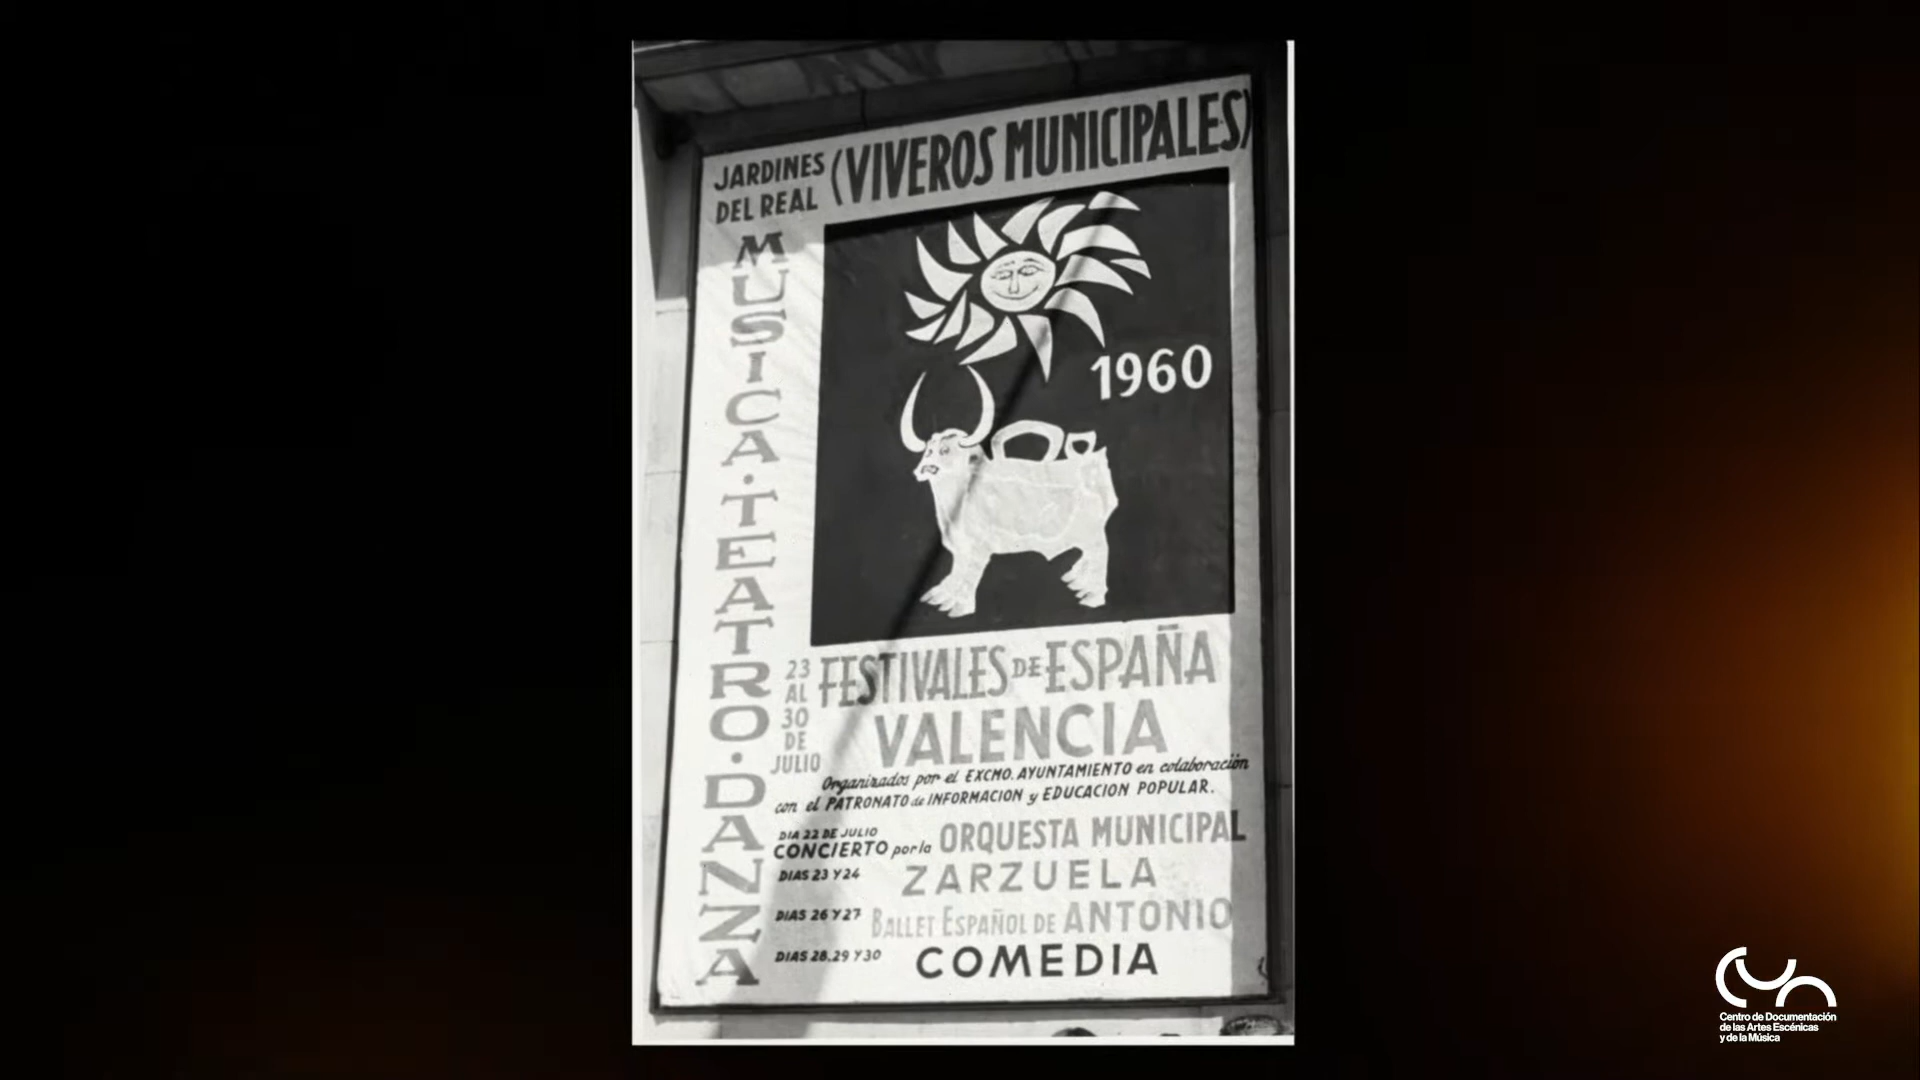 JARDINES
DEL REAL
(VIVEROS MUNICIPALES)
MUSICA·TEATRO·DANZA
1960
23
AL
30
DE
JULIO
FESTIVALES DE ESPAÑA
VALENCIA
Organizados por el EXCMO. AYUNTAMIENTO en colaboración
con el PATRONATO de INFORMACION y EDUCACION POPULAR.
DIA 22 DE JULIO
CONCIERTO por la ORQUESTA MUNICIPAL
DIAS 23 Y 24 ZARZUELA
DIAS 26 Y 27 BALLET ESPAÑOL DE ANTONIO
DIAS 28.29 Y 30 COMEDIA
Centro de Documentación
de las Artes Escénicas
y de la Música